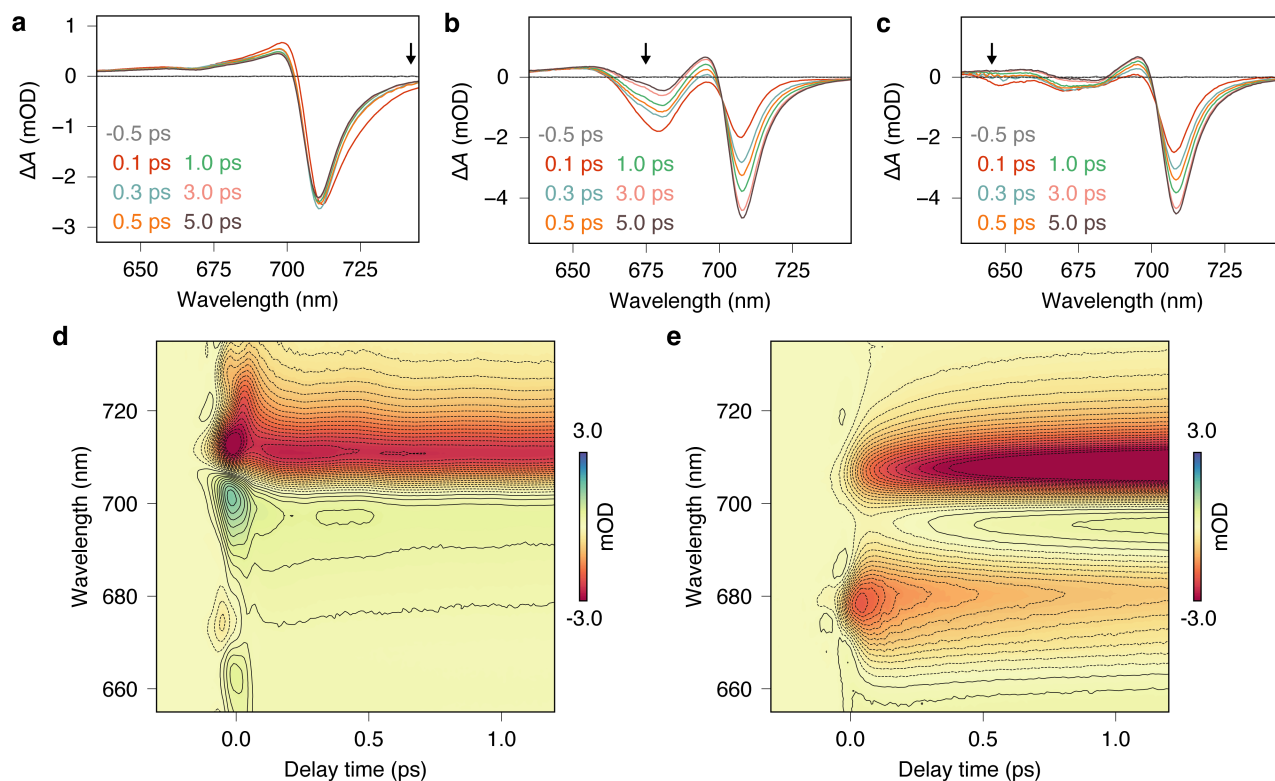 a
1
0
−1
−2
−3
ΔA (mOD)
-0.5 ps
0.1 ps 1.0 ps
0.3 ps 3.0 ps
0.5 ps 5.0 ps
650 675 700 725
Wavelength (nm)
b
0
−2
−4
ΔA (mOD)
-0.5 ps
0.1 ps 1.0 ps
0.3 ps 3.0 ps
0.5 ps 5.0 ps
650 675 700 725
Wavelength (nm)
c
0
−2
−4
ΔA (mOD)
-0.5 ps
0.1 ps 1.0 ps
0.3 ps 3.0 ps
0.5 ps 5.0 ps
650 675 700 725
Wavelength (nm)
d
720
700
680
660
Wavelength (nm)
0.0 0.5 1.0
Delay time (ps)
3.0
mOD
-3.0
e
720
700
680
660
Wavelength (nm)
0.0 0.5 1.0
Delay time (ps)
3.0
mOD
-3.0